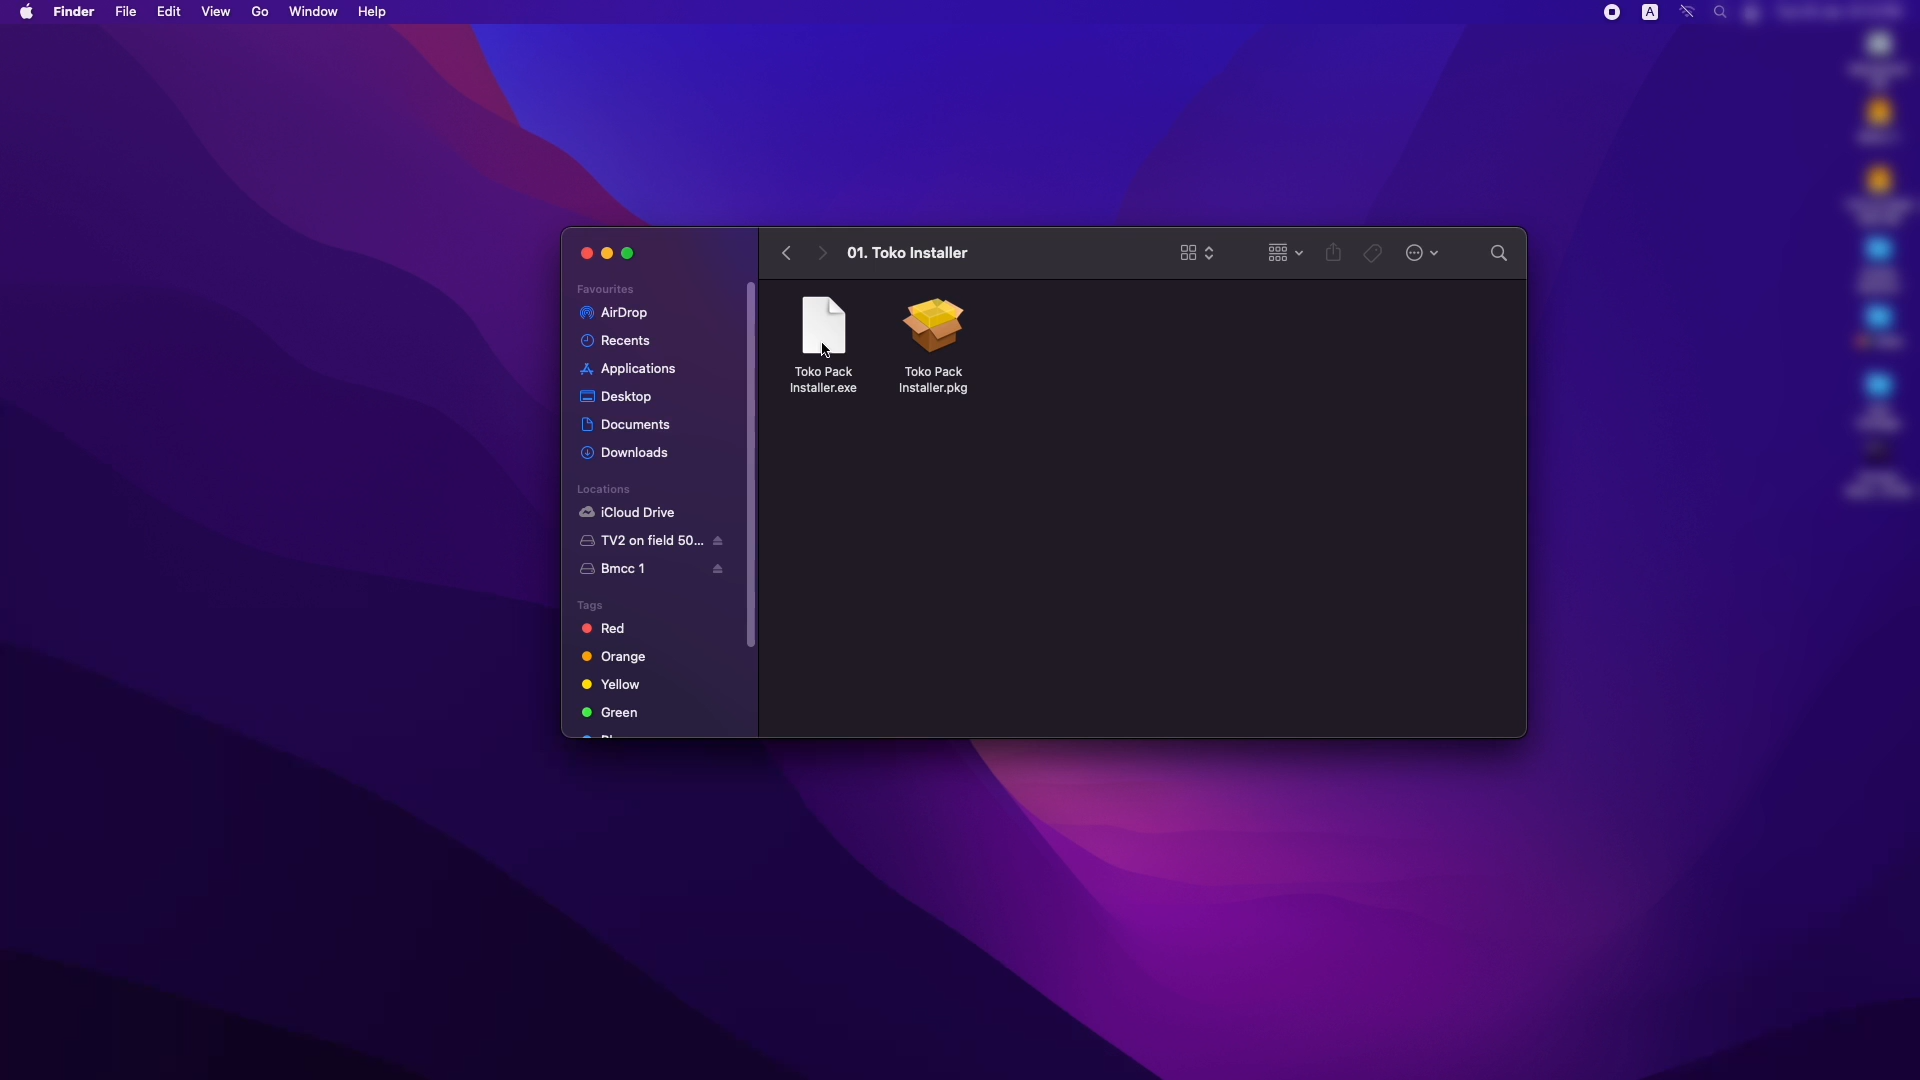 Finder File Edit View Go Window Help A
01. Toko Installer
Favourites
AirDrop
Recents
Applications
Desktop
Documents
Downloads
Locations
iCloud Drive
TV2 on field 50...
Bmcc 1
Tags
Red
Orange
Yellow
Green
Toko Pack
Installer.exe
Toko Pack
Installer.pkg